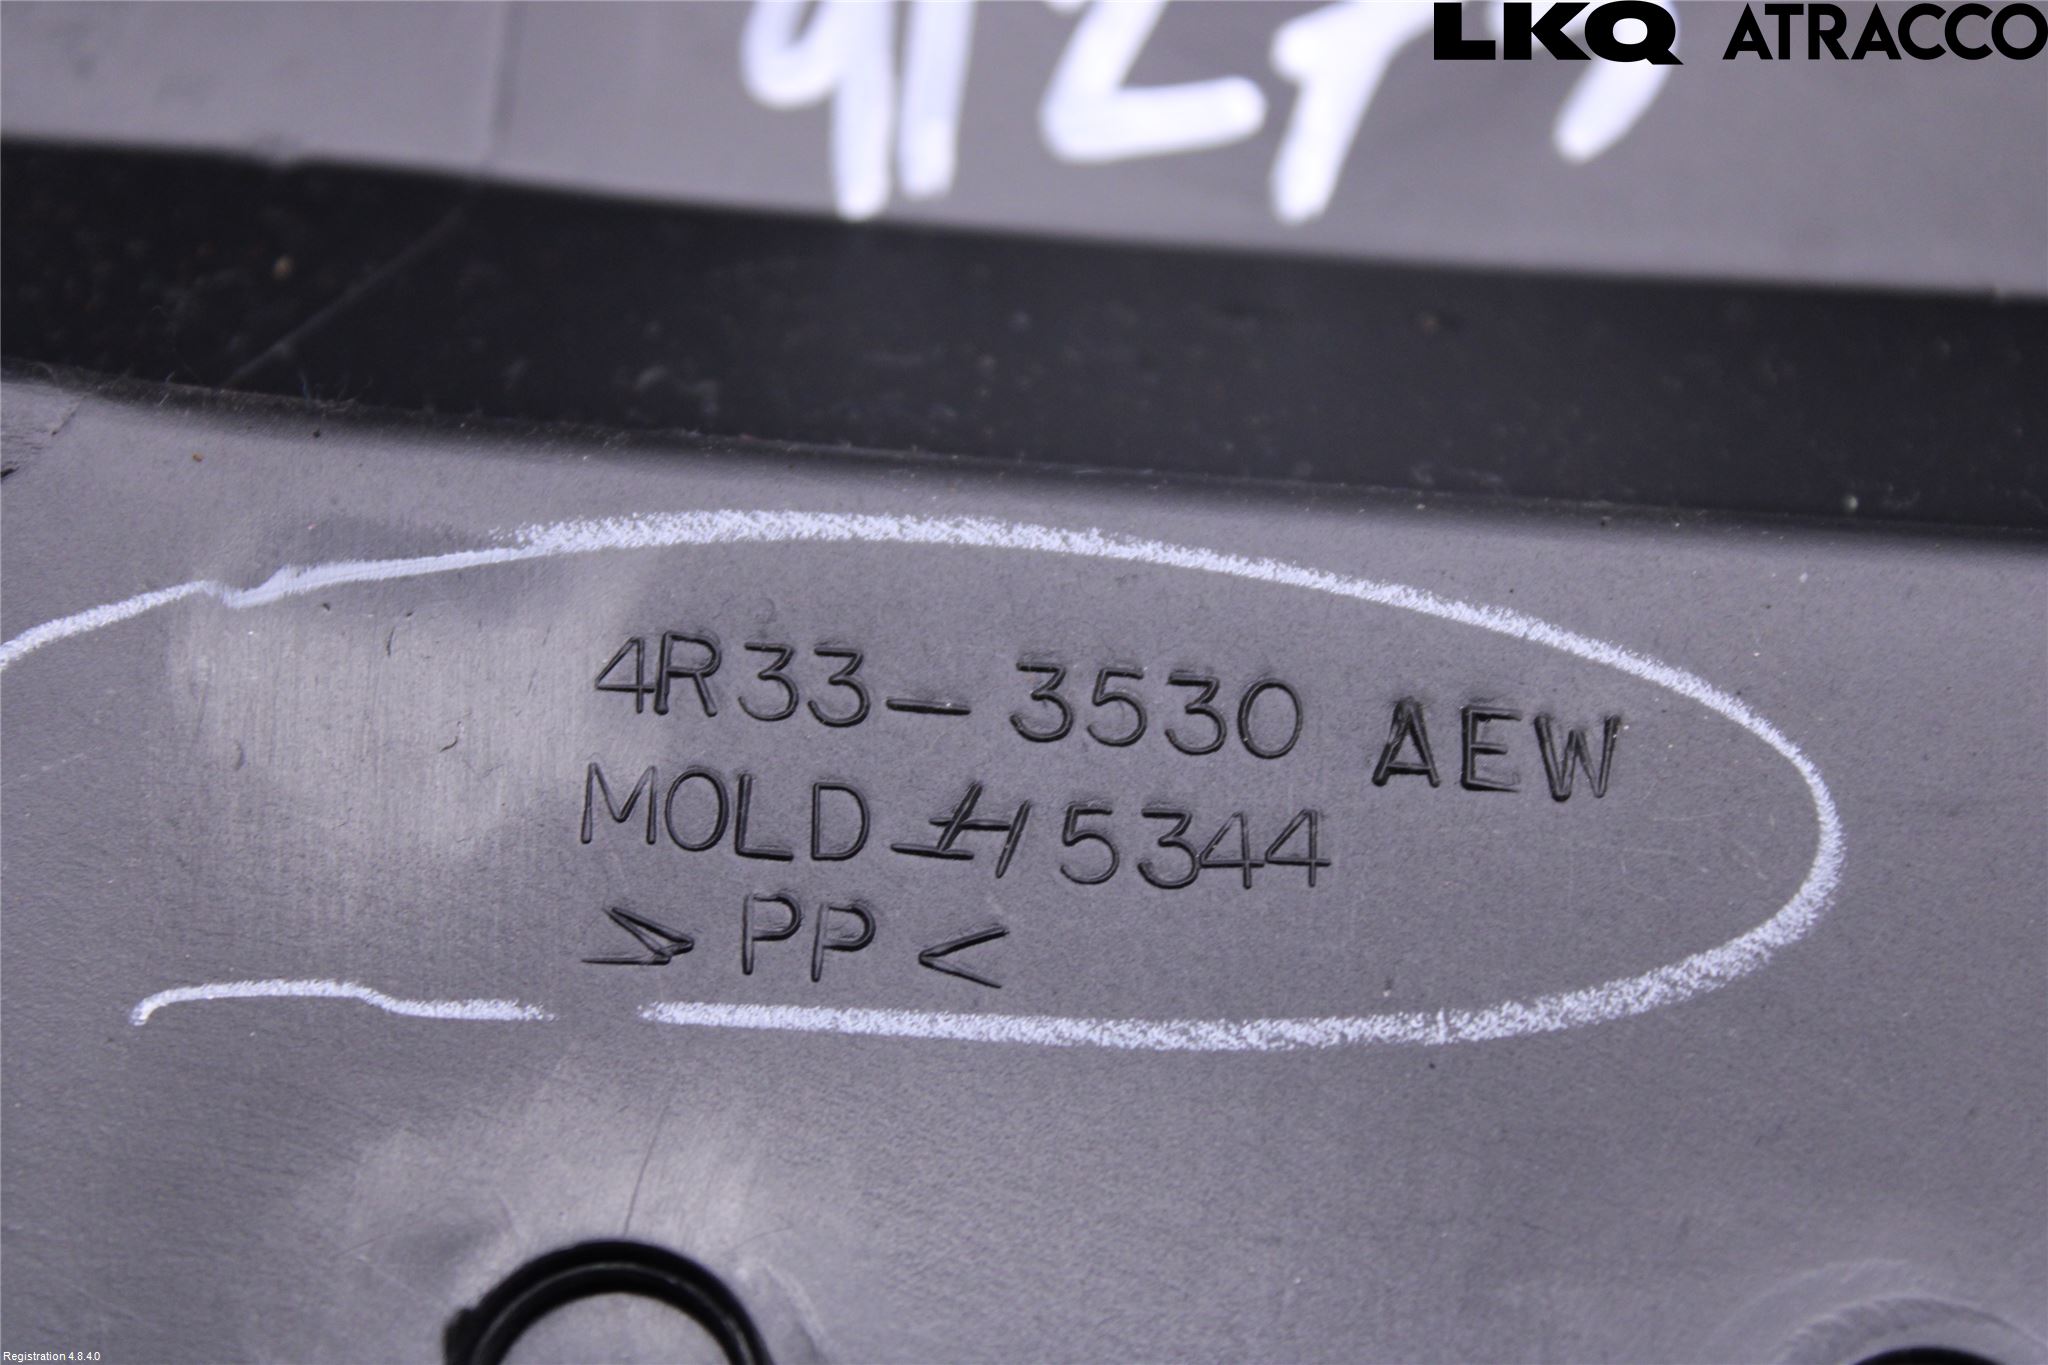 LKQ ATRACCO
4R33-3530 AEW
MOLD # 5344
>PP<
Registration 4.8.4.0